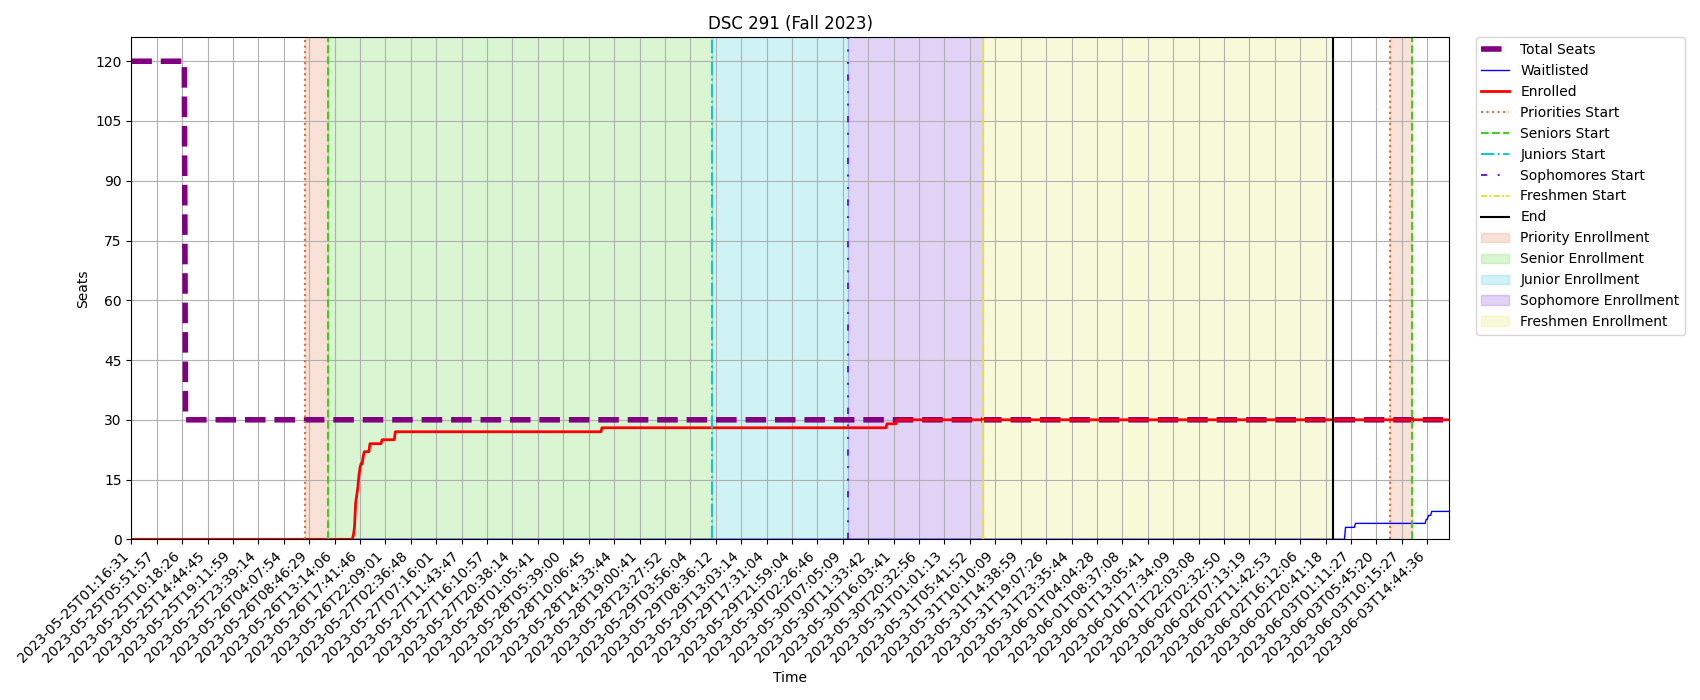 DSC 291 (Fall 2023)
Seats
120
105
90
75
60
45
30
15
0
2023-05-25T01:16:31
2023-05-25T05:51:57
2023-05-25T10:18:26
2023-05-25T14:44:45
2023-05-25T19:11:59
2023-05-25T23:39:14
2023-05-26T04:07:54
2023-05-26T08:46:29
2023-05-26T13:14:06
2023-05-26T17:41:46
2023-05-26T22:09:01
2023-05-27T02:36:48
2023-05-27T07:16:01
2023-05-27T11:43:47
2023-05-27T16:10:57
2023-05-27T20:38:14
2023-05-28T01:05:41
2023-05-28T05:39:00
2023-05-28T10:06:45
2023-05-28T14:33:44
2023-05-28T19:00:41
2023-05-28T23:27:52
2023-05-29T03:56:04
2023-05-29T08:36:12
2023-05-29T13:03:14
2023-05-29T17:31:04
2023-05-29T21:59:04
2023-05-30T02:26:46
2023-05-30T07:05:09
2023-05-30T11:33:42
2023-05-30T16:03:41
2023-05-30T20:32:56
2023-05-31T01:01:13
2023-05-31T05:41:52
2023-05-31T10:10:09
2023-05-31T14:38:59
2023-05-31T19:07:26
2023-05-31T23:35:44
2023-06-01T04:04:28
2023-06-01T08:37:08
2023-06-01T13:05:41
2023-06-01T17:34:09
2023-06-01T22:03:08
2023-06-02T02:32:50
2023-06-02T07:13:19
2023-06-02T11:42:53
2023-06-02T16:12:06
2023-06-02T20:41:18
2023-06-03T01:11:27
2023-06-03T05:45:20
2023-06-03T10:15:27
2023-06-03T14:44:36
Time
Total Seats
Waitlisted
Enrolled
Priorities Start
Seniors Start
Juniors Start
Sophomores Start
Freshmen Start
End
Priority Enrollment
Senior Enrollment
Junior Enrollment
Sophomore Enrollment
Freshmen Enrollment